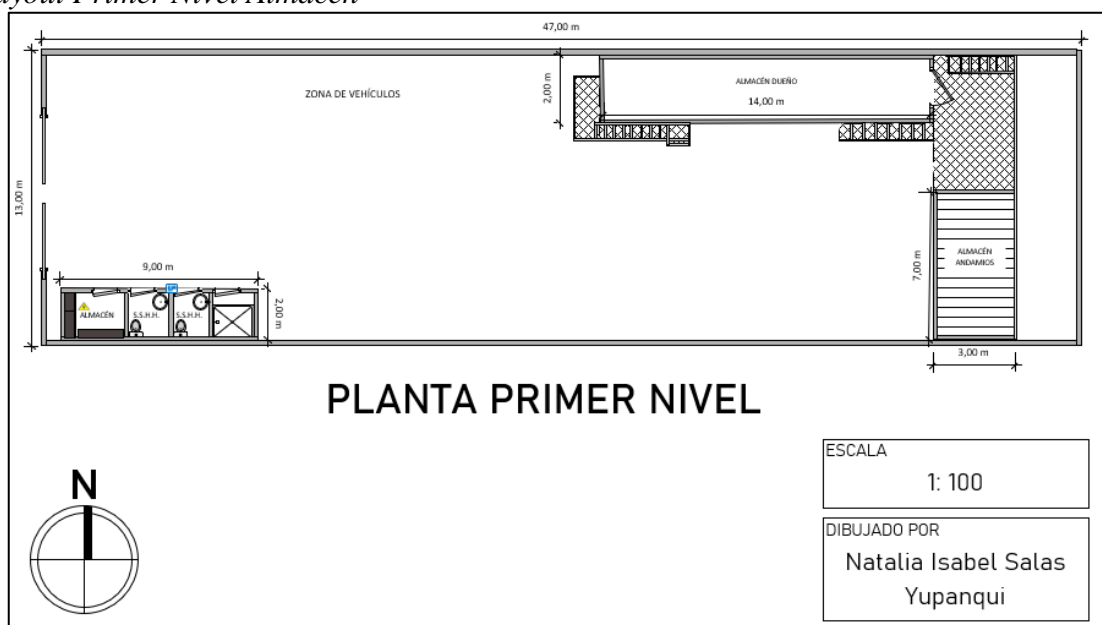 Layout Primer Nivel Almacén
47,00 m
ZONA DE VEHÍCULOS
2,00 m
ALMACÉN DUEÑO
14,00 m
13,00 m
9,00 m
2,00 m
ALMACÉN
S.S.H.H.
S.S.H.H.
7,00 m
ALMACÉN
ANDAMIOS
3,00 m
PLANTA PRIMER NIVEL
N
ESCALA
1: 100
DIBUJADO POR
Natalia Isabel Salas
Yupanqui